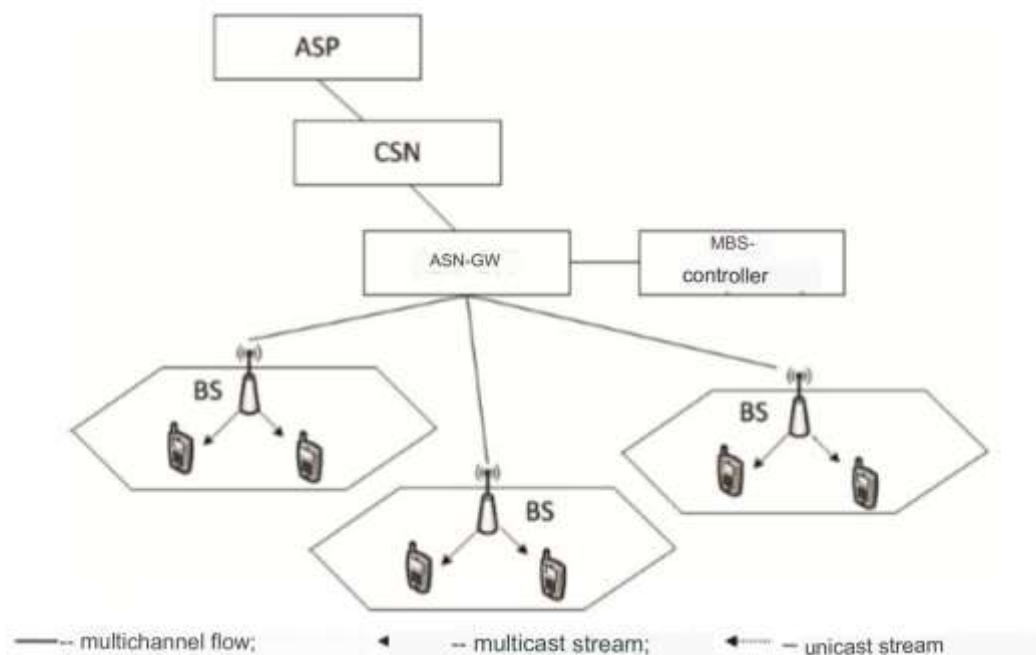 ASP
CSN
ASN-GW
MBS-
controller
BS
BS
BS
-- multichannel flow;
-- multicast stream;
– unicast stream